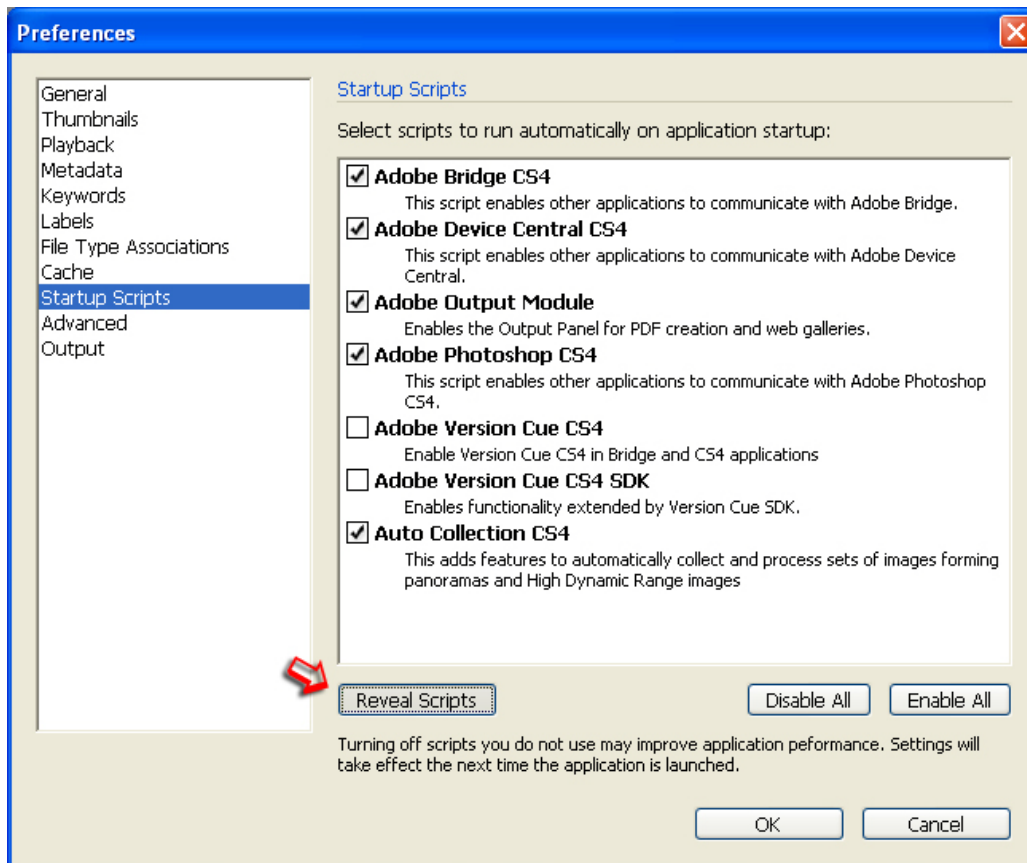 Preferences
General
Thumbnails
Playback
Metadata
Keywords
Labels
File Type Associations
Cache
Startup Scripts
Advanced
Output
Startup Scripts
Select scripts to run automatically on application startup:
Adobe Bridge CS4
This script enables other applications to communicate with Adobe Bridge.
Adobe Device Central CS4
This script enables other applications to communicate with Adobe Device
Central.
Adobe Output Module
Enables the Output Panel for PDF creation and web galleries.
Adobe Photoshop CS4
This script enables other applications to communicate with Adobe Photoshop
CS4.
Adobe Version Cue CS4
Enable Version Cue CS4 in Bridge and CS4 applications
Adobe Version Cue CS4 SDK
Enables functionality extended by Version Cue SDK.
Auto Collection CS4
This adds features to automatically collect and process sets of images forming
panoramas and High Dynamic Range images
Reveal Scripts
Disable All
Enable All
Turning off scripts you do not use may improve application peformance. Settings will
take effect the next time the application is launched.
OK
Cancel